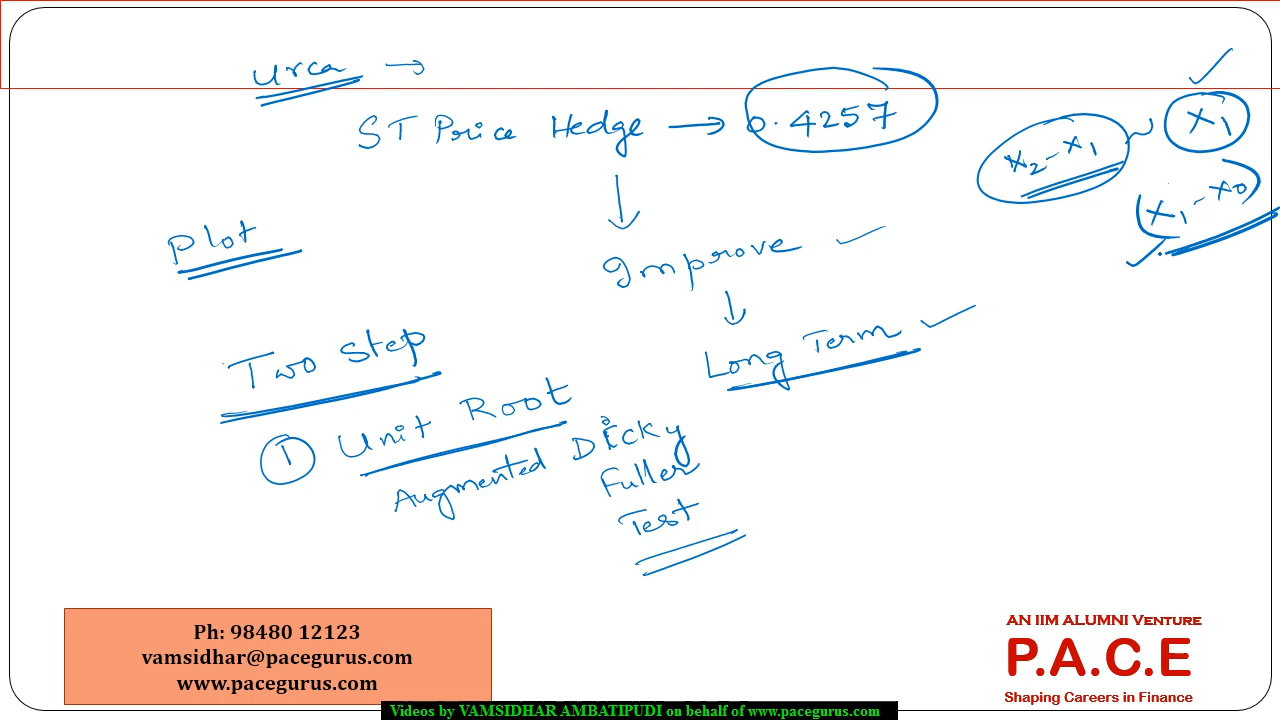 urca →
ST Price Hedge → 0.4257
x₂ - x₁ ~ x₁
(x₁ - x₀)
Plot
Improve ✓
Long Term ✓
Two Step
① Unit Root
Augmented Dicky
Fuller
Test
Ph: 98480 12123
vamsidhar@pacegurus.com
www.pacegurus.com
AN IIM ALUMNI VENTURE
P.A.C.E
Shaping Careers in Finance
Videos by VAMSIDHAR AMBATIPUDI on behalf of www.pacegurus.com